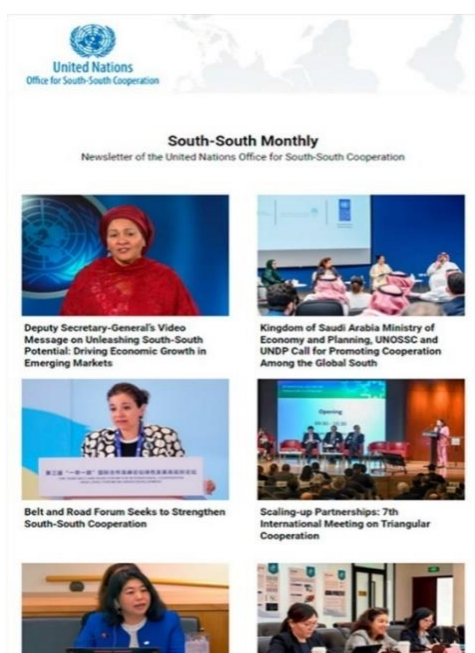 United Nations
Office for South-South Cooperation
South-South Monthly
Newsletter of the United Nations Office for South-South Cooperation
Deputy Secretary-General's Video
Message on Unleashing South-South
Potential: Driving Economic Growth in
Emerging Markets
Kingdom of Saudi Arabia Ministry of
Economy and Planning, UNOSSC and
UNDP Call for Promoting Cooperation
Among the Global South
Opening
Belt and Road Forum Seeks to Strengthen
South-South Cooperation
Scaling-up Partnerships: 7th
International Meeting on Triangular
Cooperation